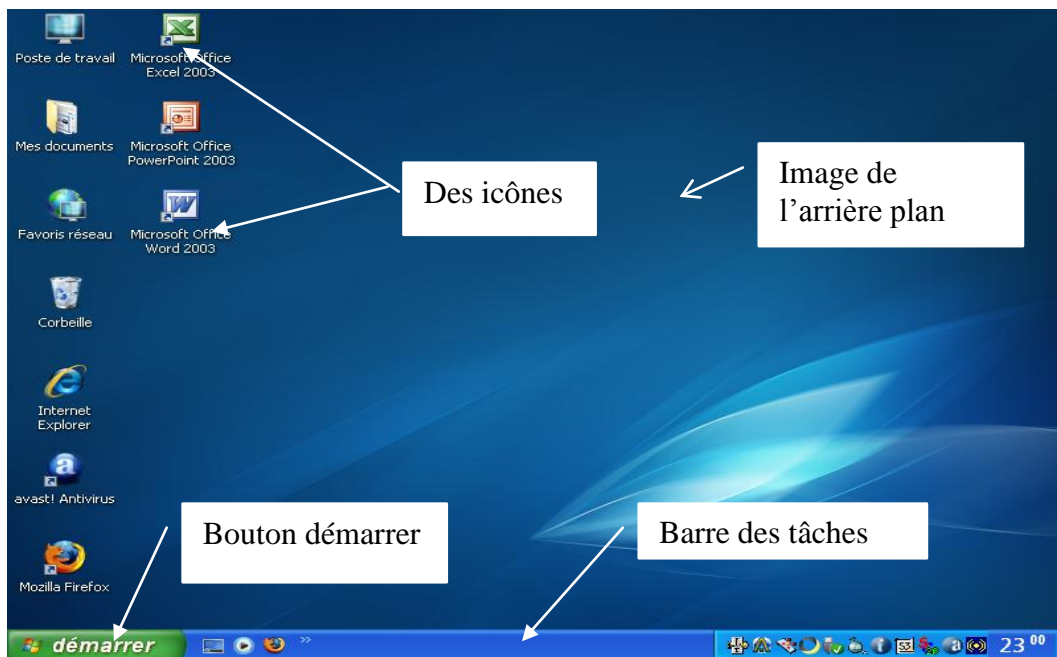 Poste de travail
Microsoft Office
Excel 2003
Mes documents
Microsoft Office
PowerPoint 2003
Des icônes
Image de
l’arrière plan
Favoris réseau
Microsoft Office
Word 2003
Corbeille
Internet
Explorer
avast! Antivirus
Bouton démarrer
Barre des tâches
Mozilla Firefox
démarrer
23 00